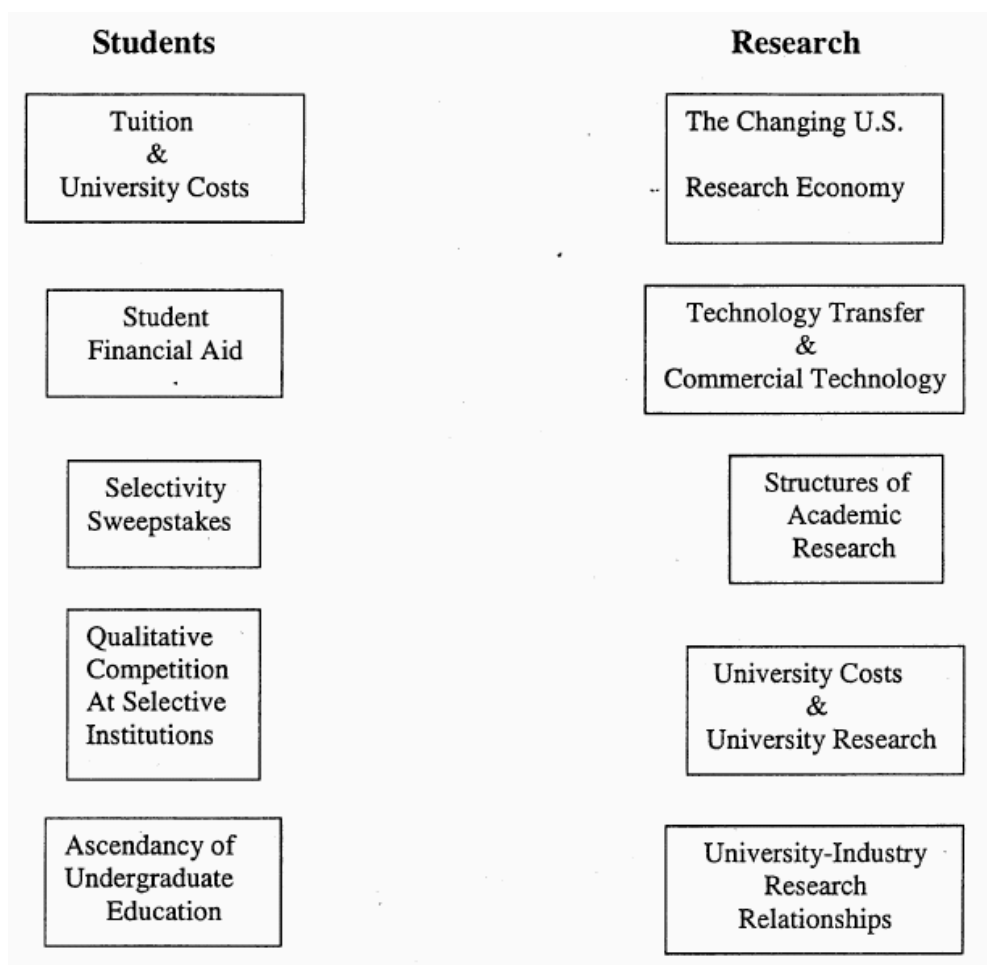 Students
Tuition
&
University Costs
Student
Financial Aid
Selectivity
Sweepstakes
Qualitative
Competition
At Selective
Institutions
Ascendancy of
Undergraduate
Education
Research
The Changing U.S.
Research Economy
Technology Transfer
&
Commercial Technology
Structures of
Academic
Research
University Costs
&
University Research
University-Industry
Research
Relationships